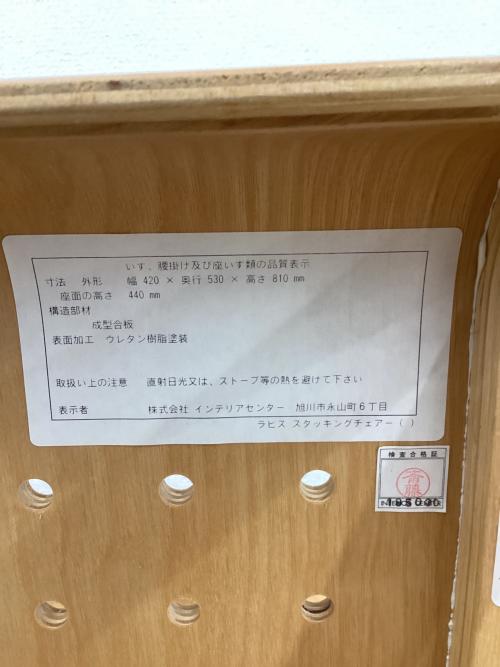 いす、腰掛け及び座いす類の品質表示
寸法 外形 幅 420 × 奥行 530 × 高さ 810 mm
座面の高さ 440 mm
構造部材
成型合板
表面加工 ウレタン樹脂塗装
取扱い上の注意 直射日光又は、ストーブ等の熱を避けて下さい
表示者 株式会社 インテリアセンター 旭川市永山町6丁目
ラピス スタッキングチェアー ( )
検査合格証
斉藤